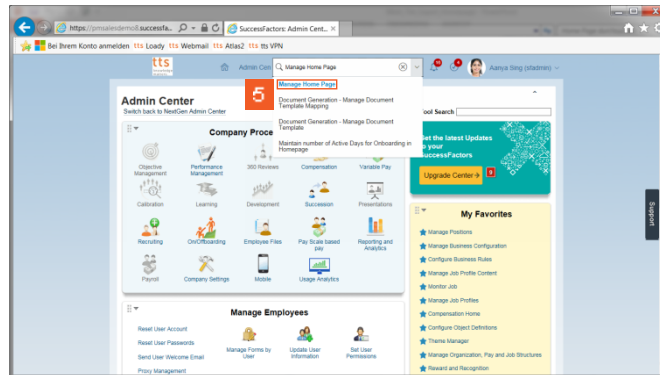 https://pmsalesdemo8.successfa...
SuccessFactors: Admin Cent...
Bei Ihrem Konto anmelden tts Loady tts Webmail tts Atlas2 tts tts VPN
tts
Admin Cen
Manage Home Page
Aanya Sing (sfadmin)
5
Manage Home Page
Document Generation - Manage Document
Template Mapping
Document Generation - Manage Document
Template
Maintain number of Active Days for Onboarding in
Homepage
Admin Center
Switch back to NextGen Admin Center
Tool Search
Company Proce
Objective
Management
Performance
Management
360 Reviews
Compensation
Variable Pay
Calibration
Learning
Development
Succession
Presentations
Recruiting
On/Offboarding
Employee Files
Pay Scale based
pay
Reporting and
Analytics
Payroll
Company Settings
Mobile
Usage Analytics
Get the latest Updates
to your
SuccessFactors
Upgrade Center
My Favorites
Manage Positions
Manage Business Configuration
Configure Business Rules
Manage Job Profile Content
Monitor Job
Manage Job Profiles
Compensation Home
Configure Object Definitions
Theme Manager
Manage Organization, Pay and Job Structures
Reward and Recognition
Support
Manage Employees
Reset User Account
Reset User Passwords
Send User Welcome Email
Proxy Management
Manage Forms by
User
Update User
Information
Set User
Permissions